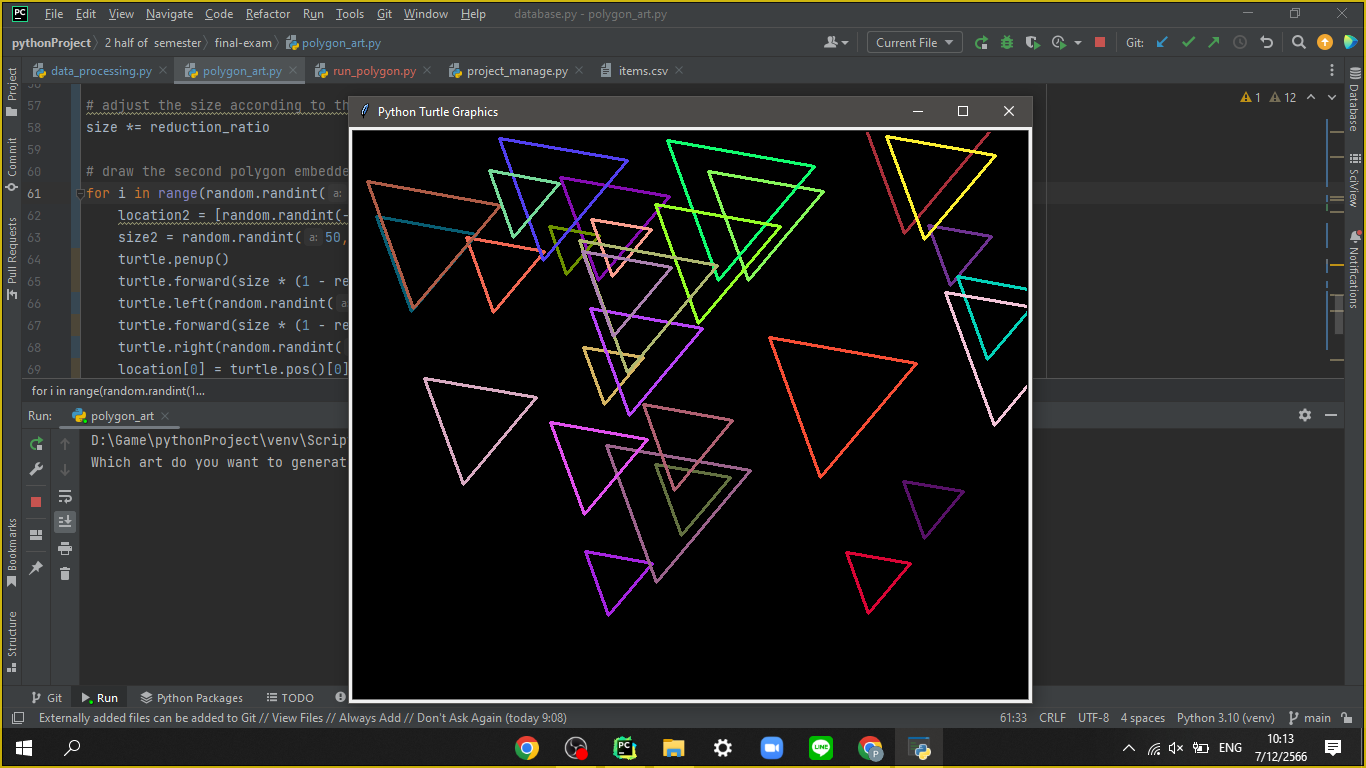 File Edit View Navigate Code Refactor Run Tools Git Window Help database.py - polygon_art.py
pythonProject 2 half of semester final-exam polygon_art.py Current File Git:
data_processing.py polygon_art.py run_polygon.py project_manage.py items.csv
Project
Commit
Pull Requests
Bookmarks
Structure
Database
SciView
Notifications
1 12
57 # adjust the size according to th
58 size *= reduction_ratio
59
60 # draw the second polygon embedde
61 for i in range(random.randint( a:
62 location2 = [random.randint(-
63 size2 = random.randint( a: 50,
64 turtle.penup()
65 turtle.forward(size * (1 - re
66 turtle.left(random.randint( a
67 turtle.forward(size * (1 - re
68 turtle.right(random.randint(
69 location[0] = turtle.pos()[0]
for i in range(random.randint(1...
Python Turtle Graphics
Run: polygon_art
D:\Game\pythonProject\venv\Scrip
Which art do you want to generat
Git Run Python Packages TODO
Externally added files can be added to Git // View Files // Always Add // Don't Ask Again (today 9:08) 61:33 CRLF UTF-8 4 spaces Python 3.10 (venv) main
PC
LINE
P
ENG
10:13
7/12/2566